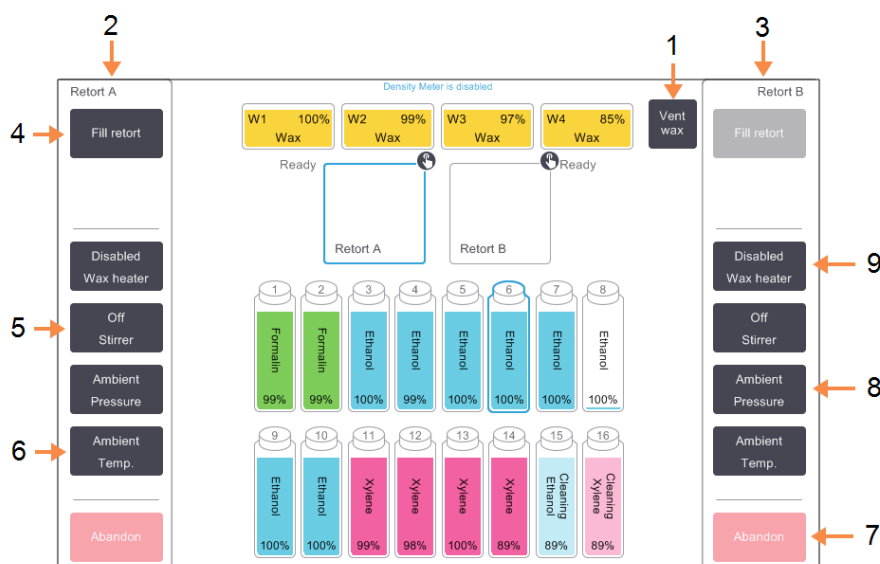 2
1
3
Retort A
Density Meter is disabled
Retort B
4
Fill retort
W1 100%
Wax
W2 99%
Wax
W3 97%
Wax
W4 85%
Wax
Vent
wax
Fill retort
Ready
Ready
Retort A
Retort B
Disabled
Wax heater
Disabled
Wax heater
9
1
2
3
4
5
6
7
8
5
Off
Stirrer
Formalin
Formalin
Ethanol
Ethanol
Ethanol
Ethanol
Ethanol
Ethanol
Off
Stirrer
Ambient
Pressure
99%
99%
100%
99%
100%
100%
100%
100%
Ambient
Pressure
8
6
Ambient
Temp.
9
10
11
12
13
14
15
16
Ambient
Temp.
Ethanol
Ethanol
Xylene
Xylene
Xylene
Xylene
Cleaning
Ethanol
Cleaning
Xylene
Abandon
100%
100%
99%
98%
100%
89%
89%
89%
Abandon
7